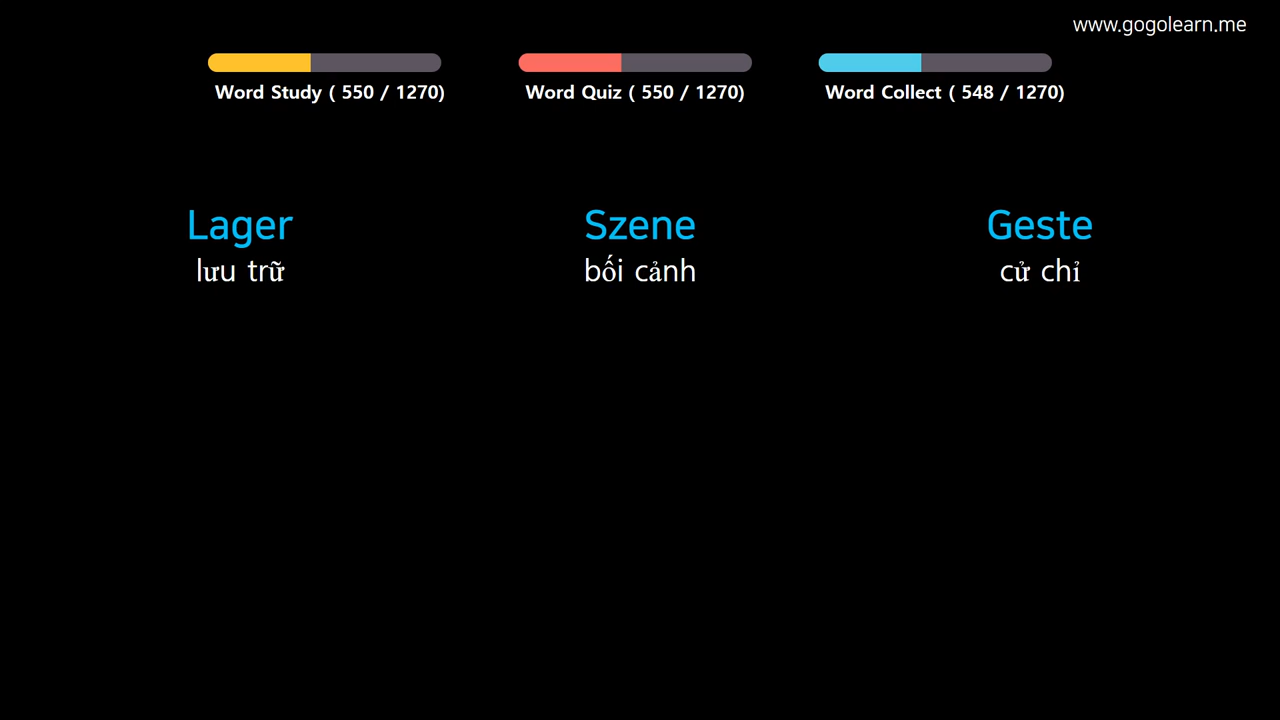 www.gogolearn.me
Word Study ( 550 / 1270)
Word Quiz ( 550 / 1270)
Word Collect ( 548 / 1270)
Lager
lưu trữ
Szene
bối cảnh
Geste
cử chỉ